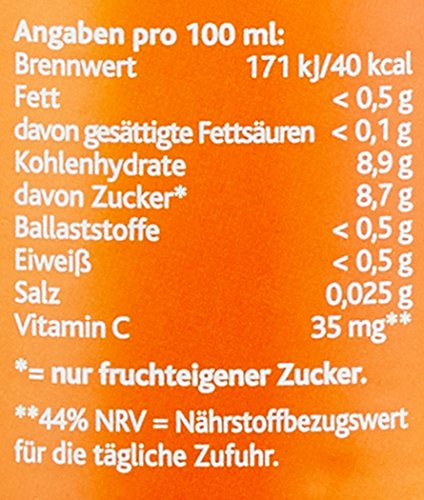 Angaben pro 100 ml:
Brennwert 171 kJ/40 kcal
Fett < 0,5 g
davon gesättigte Fettsäuren < 0,1 g
Kohlenhydrate 8,9 g
davon Zucker* 8,7 g
Ballaststoffe < 0,5 g
Eiweiß < 0,5 g
Salz 0,025 g
Vitamin C 35 mg**
*= nur fruchteigener Zucker.
**44% NRV = Nährstoffbezugswert
für die tägliche Zufuhr.